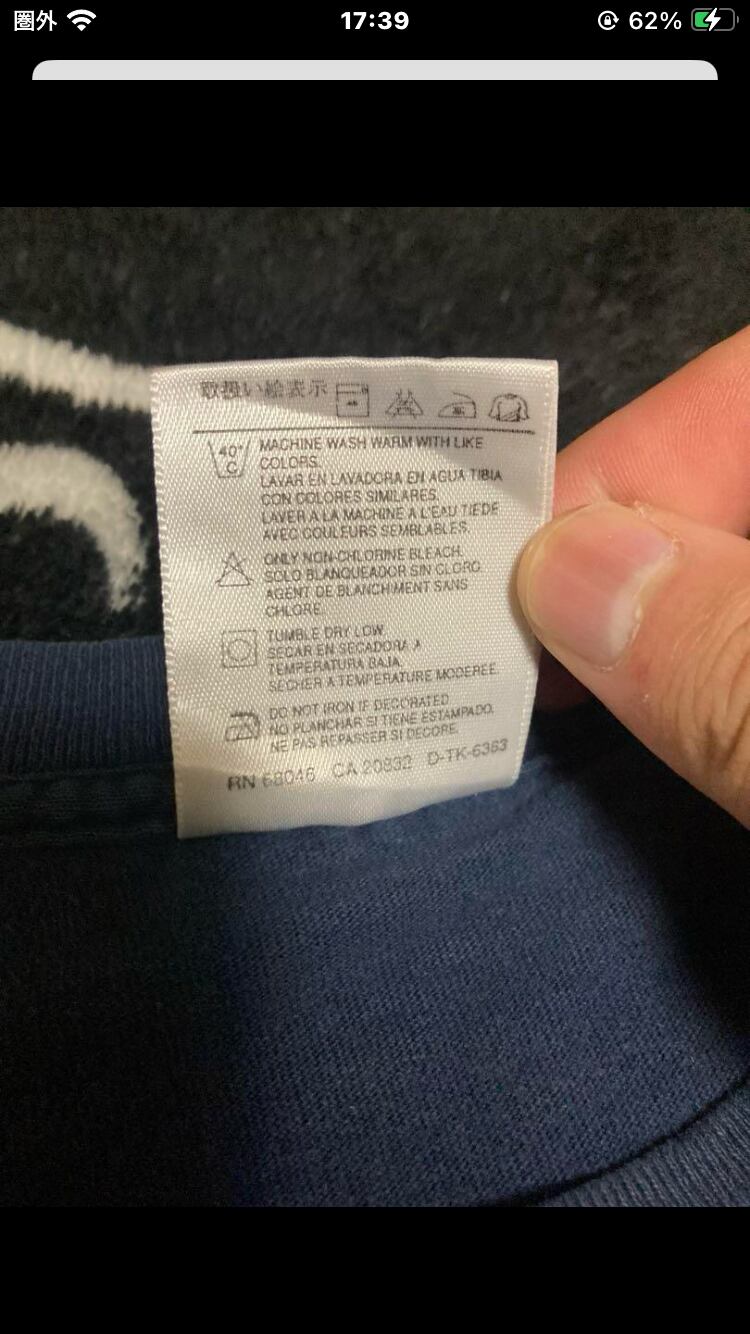 圏外 17:39 62%
取扱い絵表示
40°
C
MACHINE WASH WARM WITH LIKE
COLORS.
LAVAR EN LAVADORA EN AGUA TIBIA
CON COLORES SIMILARES.
LAVER A LA MACHINE A L'EAU TIEDE
AVEC COULEURS SEMBLABLES.
ONLY NON-CHLORINE BLEACH.
SOLO BLANQUEADOR SIN CLORO
AGENT DE BLANCHIMENT SANS
CHLORE.
TUMBLE DRY LOW
SECAR EN SECADORA A
TEMPERATURA BAJA.
SECHER A TEMPERATURE MODEREE.
DO NOT IRON IF DECORATED
NO PLANCHAR SI TIENE ESTAMPADO.
NE PAS REPASSER SI DECORE.
RN 68046 CA 20832 D-TK-6363